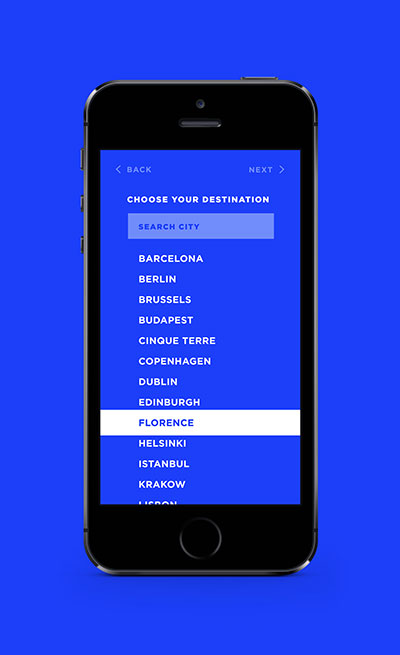 BACK NEXT
CHOOSE YOUR DESTINATION
SEARCH CITY
BARCELONA
BERLIN
BRUSSELS
BUDAPEST
CINQUE TERRE
COPENHAGEN
DUBLIN
EDINBURGH
FLORENCE
HELSINKI
ISTANBUL
KRAKOW
LISBON